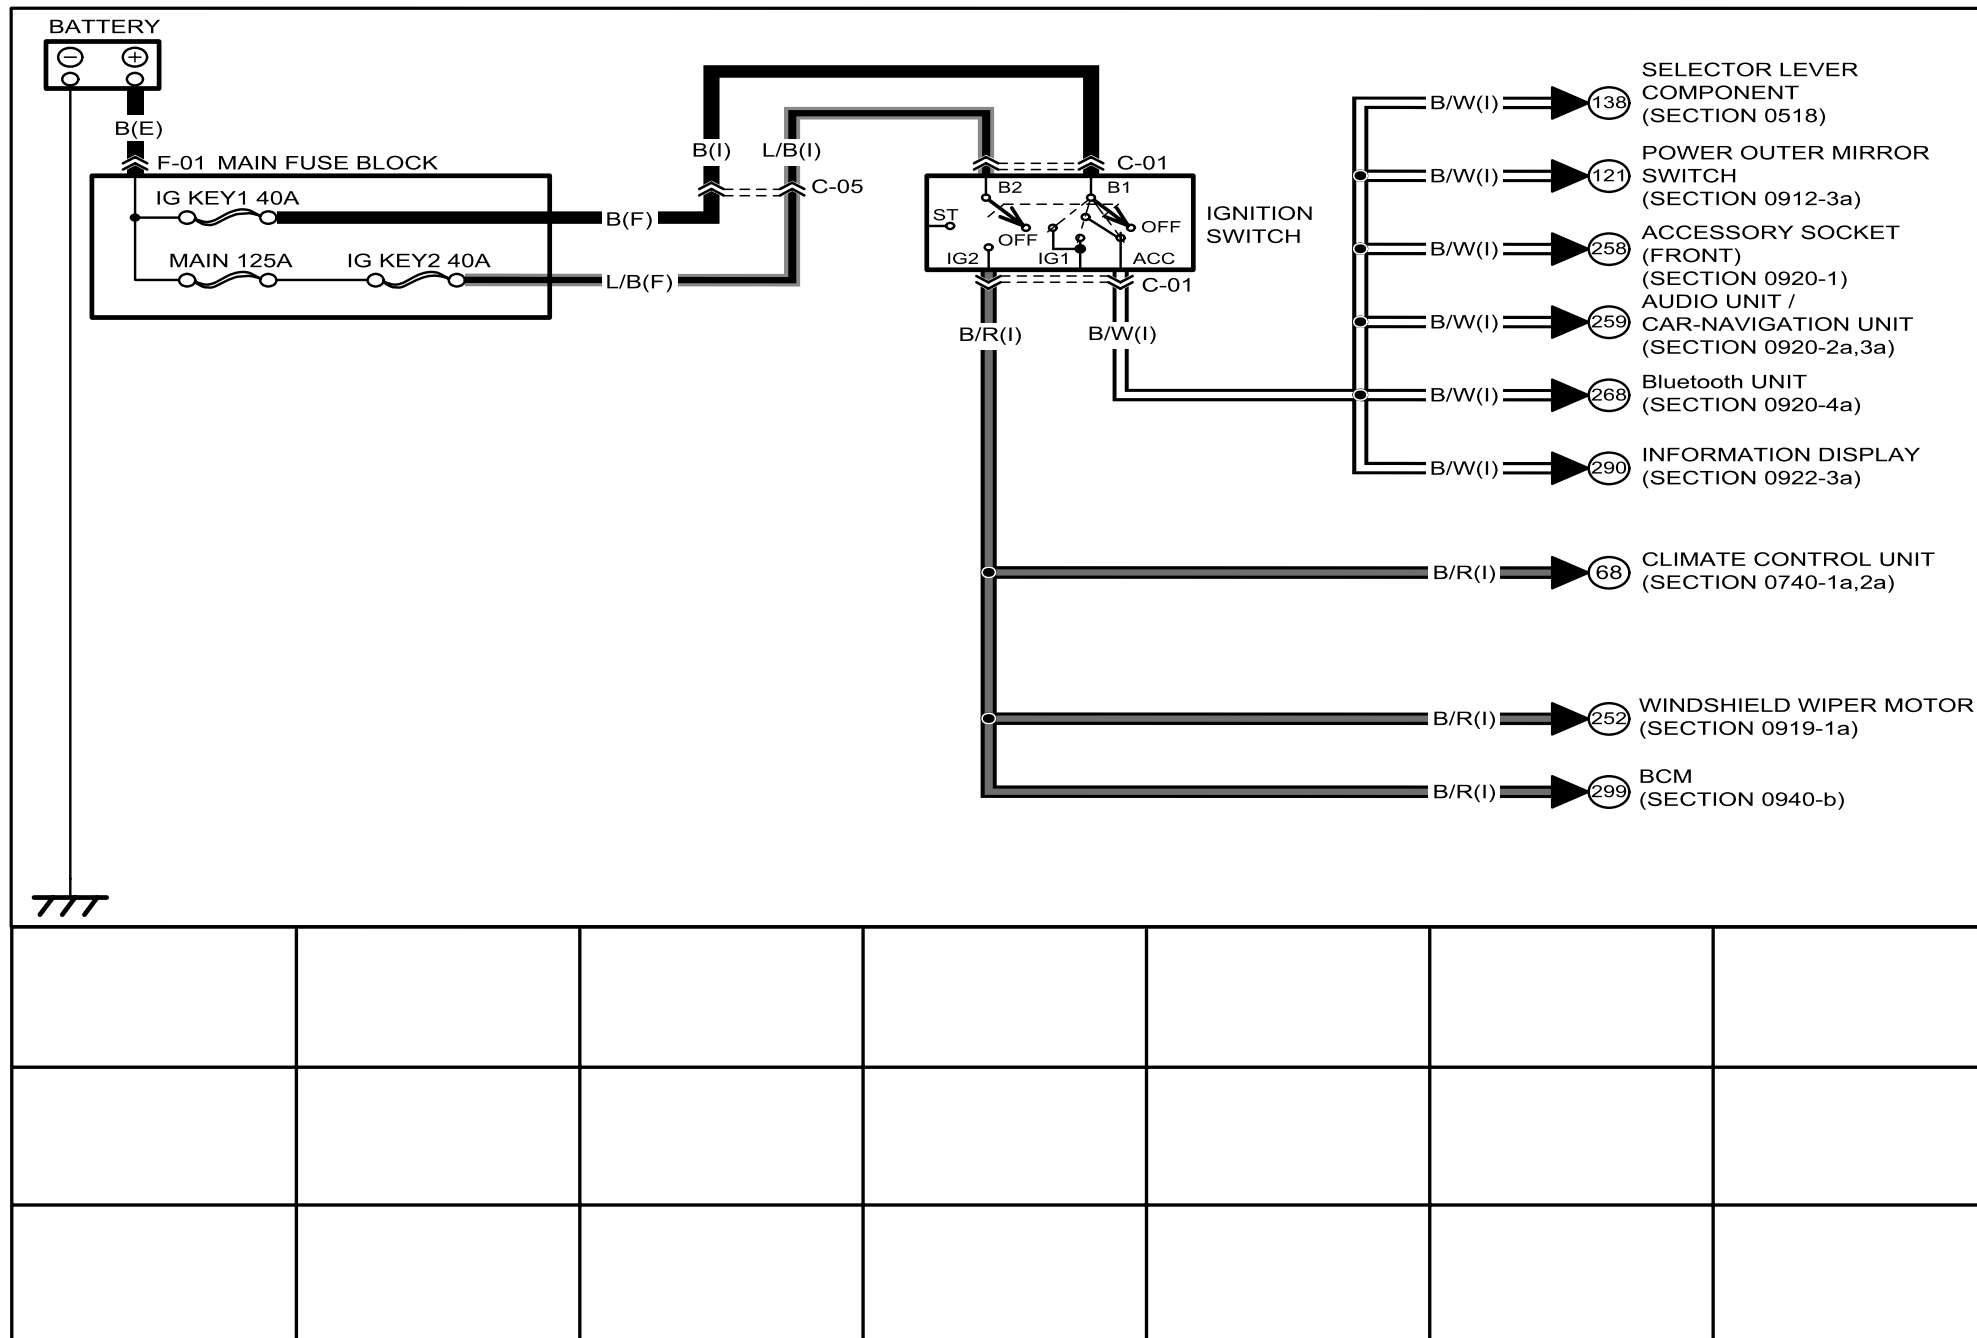 BATTERY
− +
B(E)
F-01 MAIN FUSE BLOCK
IG KEY1 40A
MAIN 125A IG KEY2 40A
B(F)
L/B(F)
B(I) L/B(I)
C-05
C-01
B2 B1
ST
OFF OFF
IG2 IG1 ACC
IGNITION
SWITCH
C-01
B/R(I) B/W(I)
B/W(I) 138 SELECTOR LEVER
COMPONENT
(SECTION 0518)
B/W(I) 121 POWER OUTER MIRROR
SWITCH
(SECTION 0912-3a)
B/W(I) 258 ACCESSORY SOCKET
(FRONT)
(SECTION 0920-1)
B/W(I) 259 AUDIO UNIT /
CAR-NAVIGATION UNIT
(SECTION 0920-2a,3a)
B/W(I) 268 Bluetooth UNIT
(SECTION 0920-4a)
B/W(I) 290 INFORMATION DISPLAY
(SECTION 0922-3a)
B/R(I) 68 CLIMATE CONTROL UNIT
(SECTION 0740-1a,2a)
B/R(I) 252 WINDSHIELD WIPER MOTOR
(SECTION 0919-1a)
B/R(I) 299 BCM
(SECTION 0940-b)